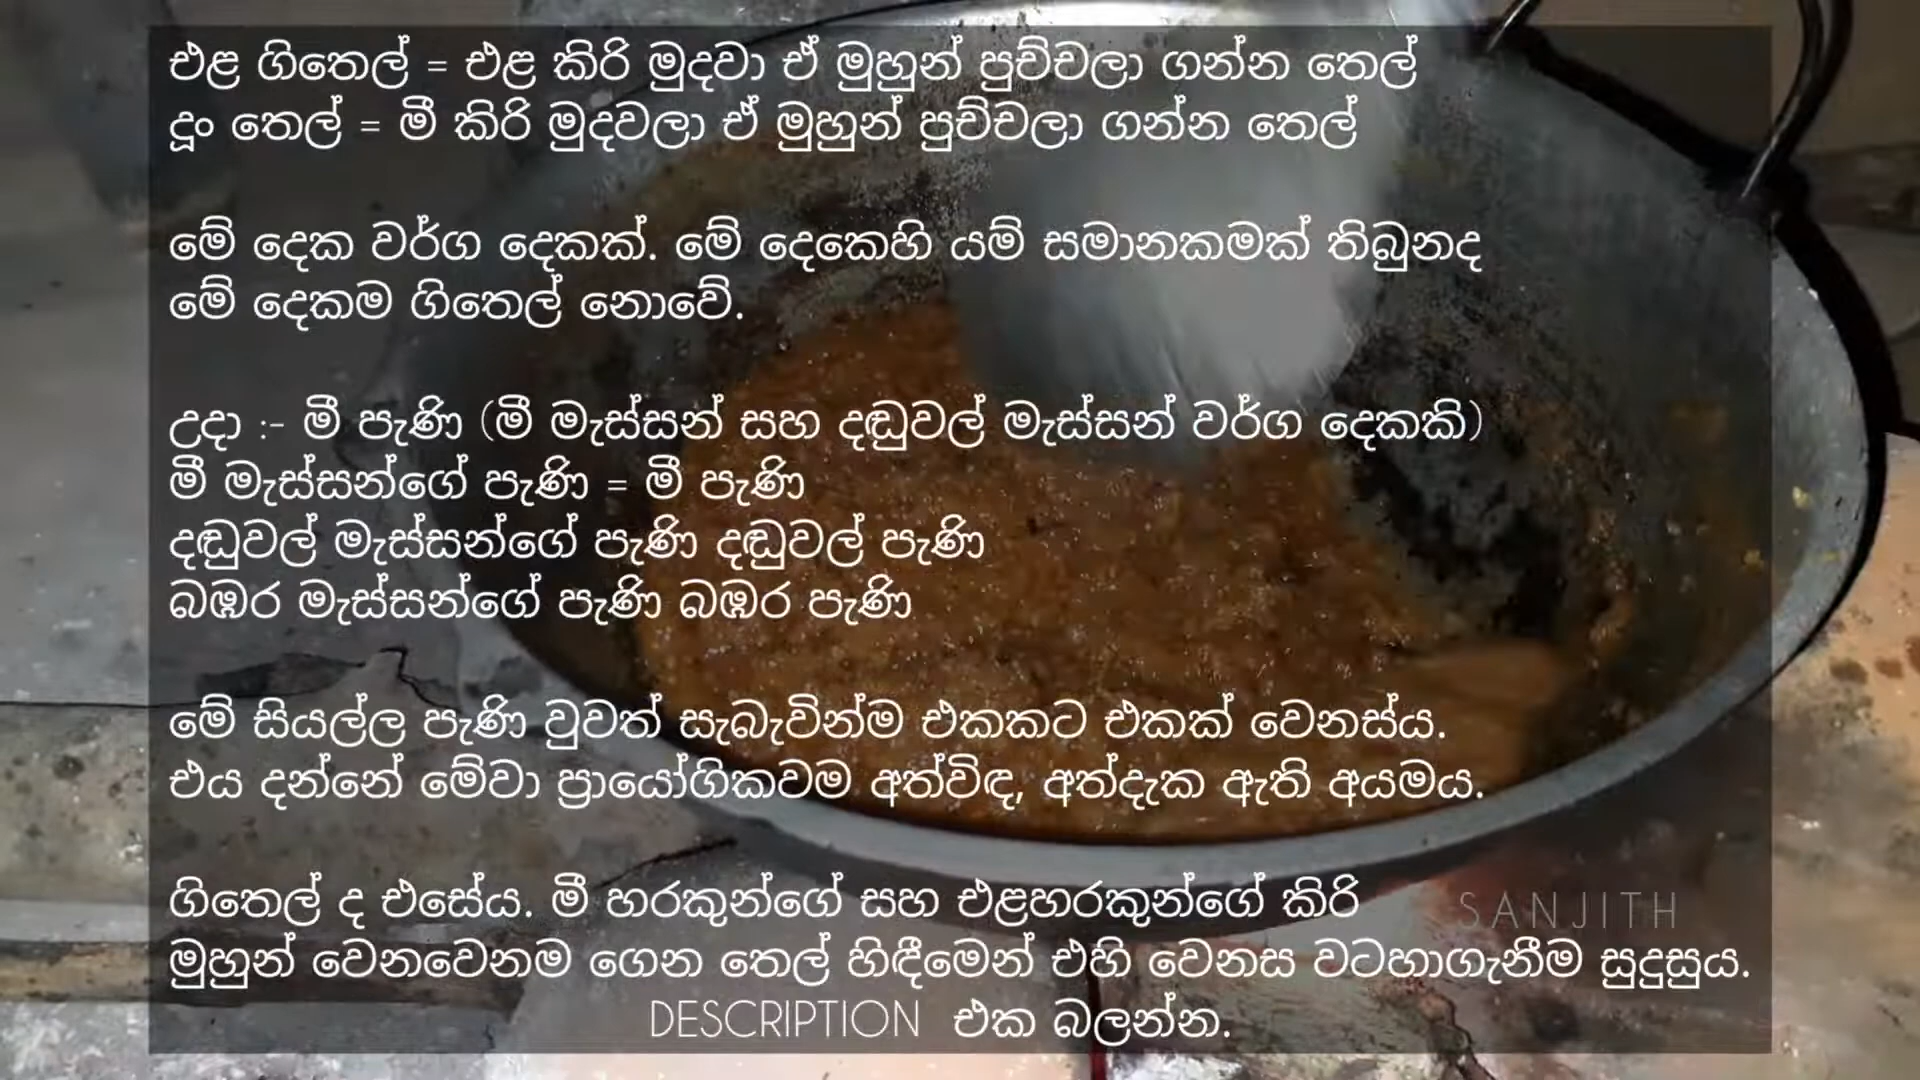 එළ ගිතෙල් = එළ කිරි මුදවා ඒ මුහුන් පුච්චලා ගන්න තෙල්
දූං තෙල් = මී කිරි මුදවලා ඒ මුහුන් පුච්චලා ගන්න තෙල්
මේ දෙක වර්ග දෙකක්. මේ දෙකෙහි යම් සමානකමක් තිබුනද
මේ දෙකම ගිතෙල් නොවේ.
උදා :- මී පැණි (මී මැස්සන් සහ දඬුවල් මැස්සන් වර්ග දෙකකි)
මී මැස්සන්ගේ පැණි = මී පැණි
දඬුවල් මැස්සන්ගේ පැණි දඬුවල් පැණි
බඹර මැස්සන්ගේ පැණි බඹර පැණි
මේ සියල්ල පැණි වුවත් සැබැවින්ම එකකට එකක් වෙනස්ය.
එය දන්නේ මේවා ප්‍රායෝගිකවම අත්විඳ, අත්දැක ඇති අයමය.
ගිතෙල් ද එසේය. මී හරකුන්ගේ සහ එළහරකුන්ගේ කිරි
SANJITH
මුහුන් වෙනවෙනම ගෙන තෙල් හිඳීමෙන් එහි වෙනස වටහාගැනීම සුදුසුය.
DESCRIPTION එක බලන්න.